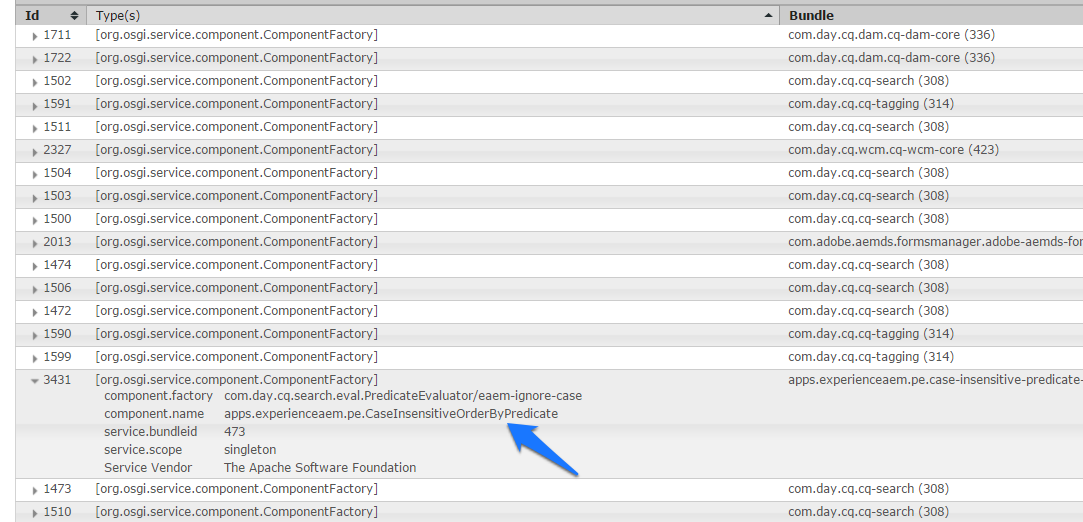 Id Type(s) Bundle
1711 [org.osgi.service.component.ComponentFactory] com.day.cq.dam.cq-dam-core (336)
1722 [org.osgi.service.component.ComponentFactory] com.day.cq.dam.cq-dam-core (336)
1502 [org.osgi.service.component.ComponentFactory] com.day.cq.cq-search (308)
1591 [org.osgi.service.component.ComponentFactory] com.day.cq.cq-tagging (314)
1511 [org.osgi.service.component.ComponentFactory] com.day.cq.cq-search (308)
2327 [org.osgi.service.component.ComponentFactory] com.day.cq.wcm.cq-wcm-core (423)
1504 [org.osgi.service.component.ComponentFactory] com.day.cq.cq-search (308)
1503 [org.osgi.service.component.ComponentFactory] com.day.cq.cq-search (308)
1500 [org.osgi.service.component.ComponentFactory] com.day.cq.cq-search (308)
2013 [org.osgi.service.component.ComponentFactory] com.adobe.aemds.formsmanager.adobe-aemds-for
1474 [org.osgi.service.component.ComponentFactory] com.day.cq.cq-search (308)
1506 [org.osgi.service.component.ComponentFactory] com.day.cq.cq-search (308)
1472 [org.osgi.service.component.ComponentFactory] com.day.cq.cq-search (308)
1590 [org.osgi.service.component.ComponentFactory] com.day.cq.cq-tagging (314)
1599 [org.osgi.service.component.ComponentFactory] com.day.cq.cq-tagging (314)
3431 [org.osgi.service.component.ComponentFactory] apps.experienceaem.pe.case-insensitive-predicate-
component.factory com.day.cq.search.eval.PredicateEvaluator/eaem-ignore-case
component.name apps.experienceaem.pe.CaseInsensitiveOrderByPredicate
service.bundleid 473
service.scope singleton
Service Vendor The Apache Software Foundation
1473 [org.osgi.service.component.ComponentFactory] com.day.cq.cq-search (308)
1510 [org.osgi.service.component.ComponentFactory] com.day.cq.cq-search (308)